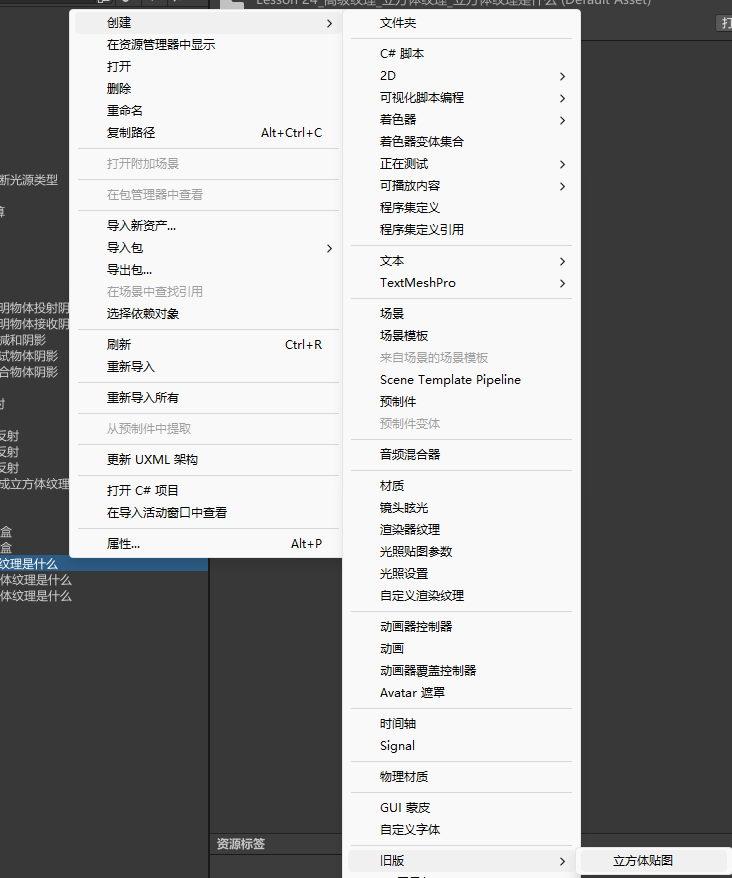 Lesson 24_高级纹理_立方体纹理_立方体纹理是什么 (Default Asset)
打
断光源类型
算
明物体投射阴
明物体接收阴
减和阴影
试物体阴影
合物体阴影
射
反射
反射
反射
成立方体纹理
盒
盒
纹理是什么
体纹理是什么
体纹理是什么
创建
在资源管理器中显示
打开
删除
重命名
复制路径 Alt+Ctrl+C
打开附加场景
在包管理器中查看
导入新资产...
导入包
导出包...
在场景中查找引用
选择依赖对象
刷新 Ctrl+R
重新导入
重新导入所有
从预制件中提取
更新 UXML 架构
打开 C# 项目
在导入活动窗口中查看
属性... Alt+P
文件夹
C# 脚本
2D
可视化脚本编程
着色器
着色器变体集合
正在测试
可播放内容
程序集定义
程序集定义引用
文本
TextMeshPro
场景
场景模板
来自场景的场景模板
Scene Template Pipeline
预制件
预制件变体
音频混合器
材质
镜头眩光
渲染器纹理
光照贴图参数
光照设置
自定义渲染纹理
动画器控制器
动画
动画器覆盖控制器
Avatar 遮罩
时间轴
Signal
物理材质
GUI 蒙皮
自定义字体
旧版
立方体贴图
资源标签